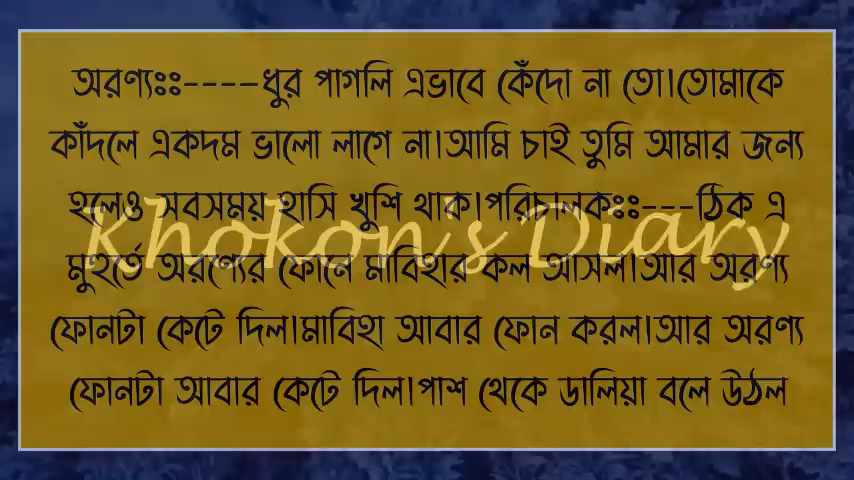 অরণ্যঃঃ----ধুর পাগলি এভাবে কেঁদো না তো।তোমাকে
কাঁদলে একদম ভালো লাগে না।আমি চাই তুমি আমার জন্য
হলেও সবসময় হাসি খুশি থাক।পরিচালকঃঃ---ঠিক এ
Khokon's Diary
মুহুর্তে অরণ্যের ফোনে মাবিহার কল আসল।আর অরণ্য
ফোনটা কেটে দিল।মাবিহা আবার ফোন করল।আর অরণ্য
ফোনটা আবার কেটে দিল।পাশ থেকে ডালিয়া বলে উঠল